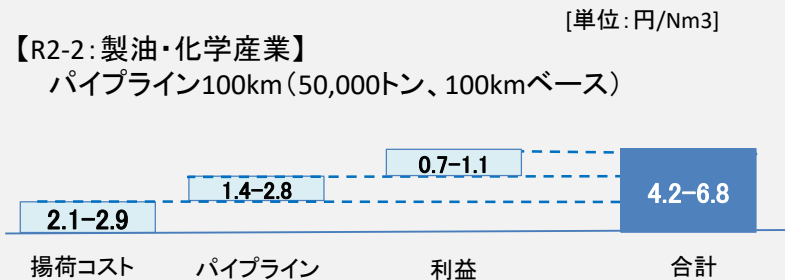 [単位:円/Nm3]
【R2-2:製油・化学産業】
パイプライン100km(50,000トン、100kmベース)
0.7-1.1
1.4-2.8
4.2-6.8
2.1-2.9
揚荷コスト パイプライン 利益 合計